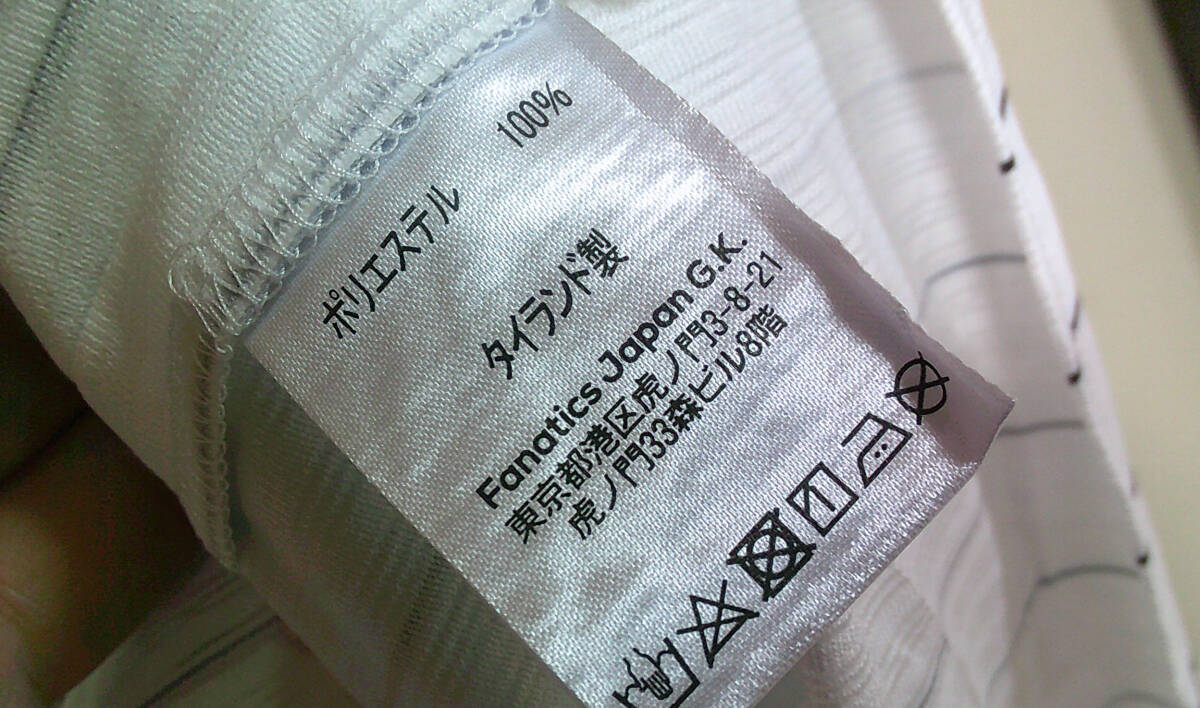 ポリエステル 100%
タイランド製
Fanatics Japan G.K.
東京都港区虎ノ門3-8-21
虎ノ門33森ビル8階